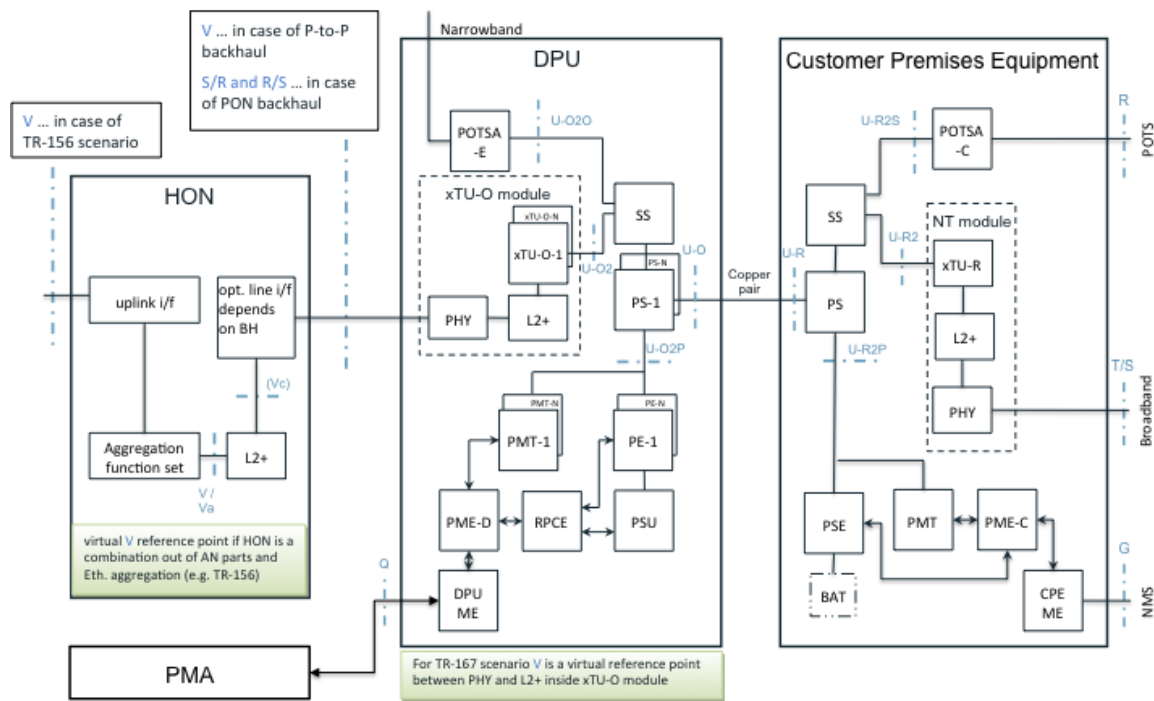 V ... in case of P-to-P
backhaul
S/R and R/S ... in case
of PON backhaul
V ... in case of
TR-156 scenario
Narrowband
DPU
Customer Premises Equipment
HON
POTSA
-E
U-O2O
xTU-O module
xTU-O-N
xTU-O-1
U-O2
SS
PS-N
PS-1
U-O
PHY
L2+
U-O2P
Copper
pair
U-R
U-R2S
POTSA
-C
R
POTS
SS
U-R2
NT module
xTU-R
PS
L2+
U-R2P
PHY
T/S
Broadband
uplink i/f
opt. line i/f
depends
on BH
(Vc)
Aggregation
function set
L2+
V /
Va
virtual V reference point if HON is a
combination out of AN parts and
Eth. aggregation (e.g. TR-156)
PMT-N
PMT-1
PE-N
PE-1
PME-D
RPCE
PSU
Q
DPU
ME
PSE
PMT
PME-C
BAT
CPE
ME
G
NMS
PMA
For TR-167 scenario V is a virtual reference point
between PHY and L2+ inside xTU-O module